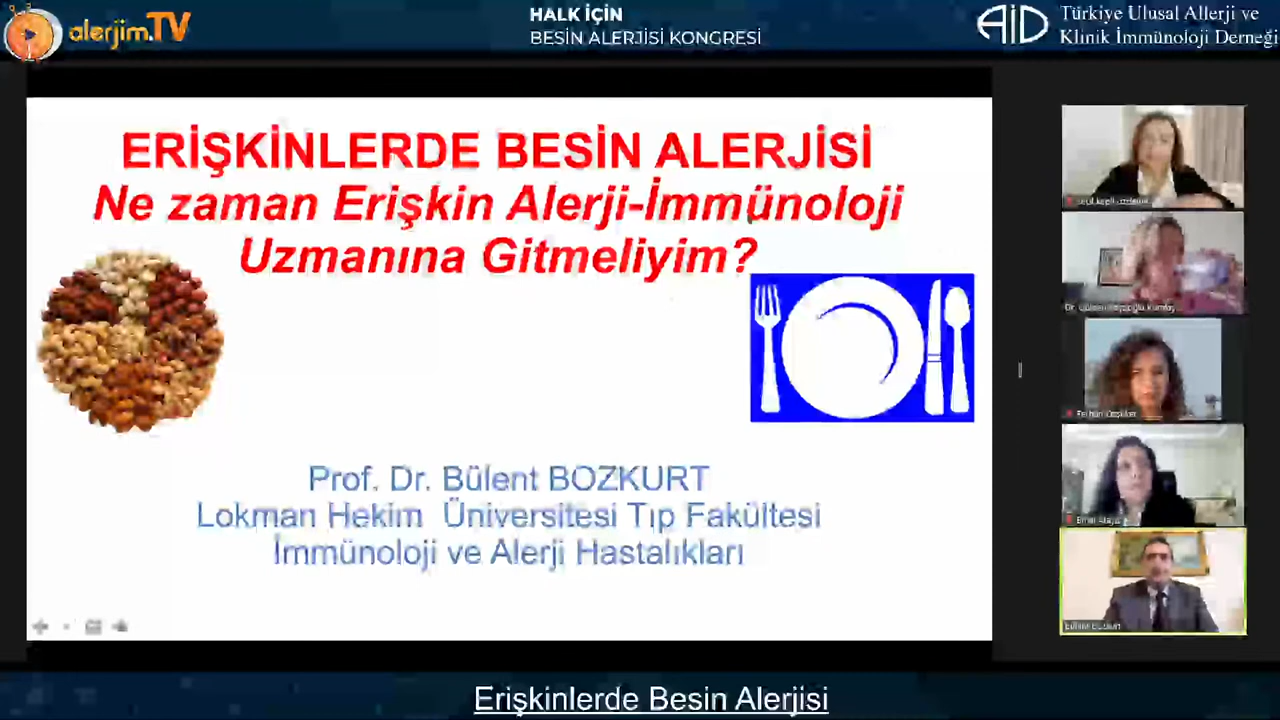 alerjim.TV
HALK İÇİN
BESİN ALERJİSİ KONGRESİ
AİD
Türkiye Ulusal Allerji ve
Klinik İmmünoloji Derneği
ERİŞKİNLERDE BESİN ALERJİSİ
Ne zaman Erişkin Alerji-İmmünoloji
Uzmanına Gitmeliyim?
Prof. Dr. Bülent BOZKURT
Lokman Hekim Üniversitesi Tıp Fakültesi
İmmünoloji ve Alerji Hastalıkları
Erişkinlerde Besin Alerjisi